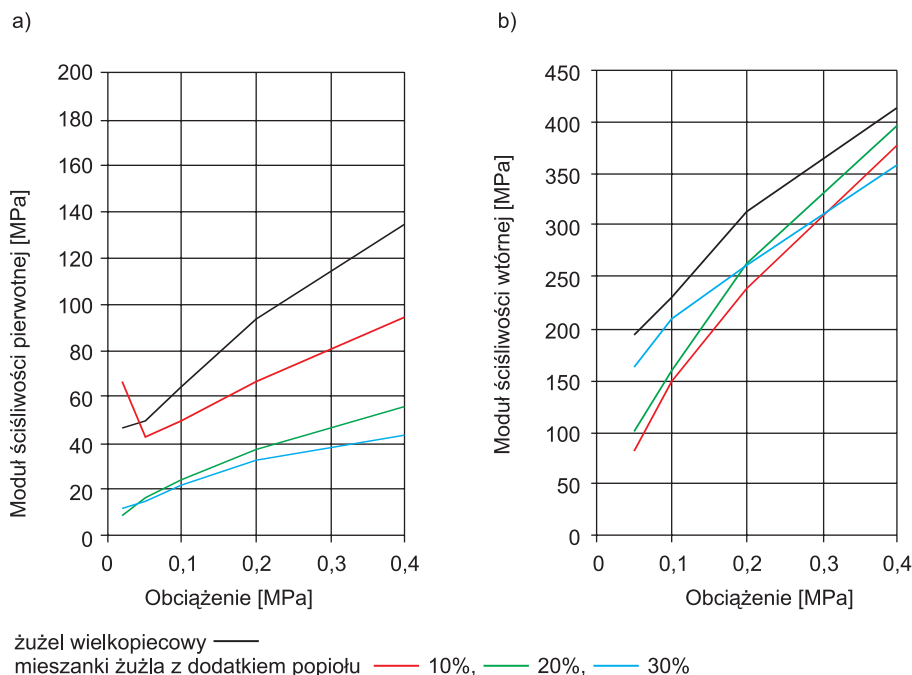 a)
200
180
160
140
120
100
80
60
40
20
0
Moduł ściśliwości pierwotnej [MPa]
0 0,1 0,2 0,3 0,4
Obciążenie [MPa]
b)
450
400
350
300
250
200
150
100
50
0
Moduł ściśliwości wtórnej [MPa]
0 0,1 0,2 0,3 0,4
Obciążenie [MPa]
żużel wielkopiecowy
mieszanki żużla z dodatkiem popiołu 10%, 20%, 30%